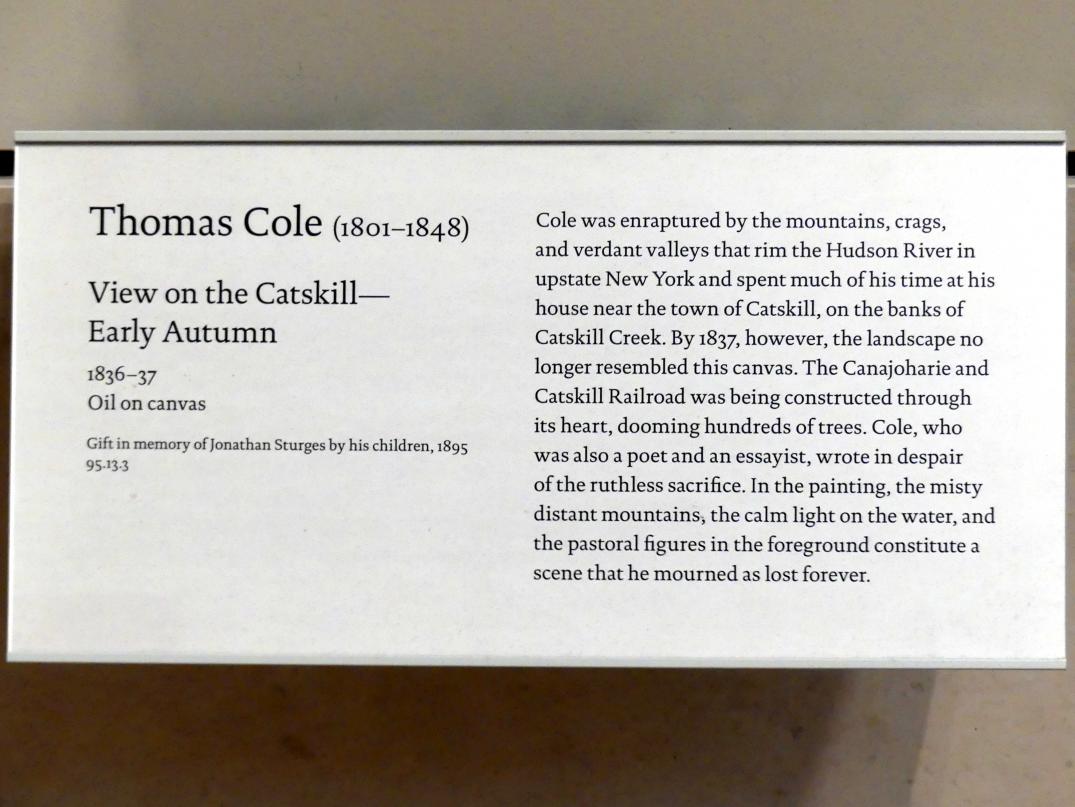 Thomas Cole (1801–1848)
View on the Catskill—
Early Autumn
1836–37
Oil on canvas
Gift in memory of Jonathan Sturges by his children, 1895
95.13.3
Cole was enraptured by the mountains, crags,
and verdant valleys that rim the Hudson River in
upstate New York and spent much of his time at his
house near the town of Catskill, on the banks of
Catskill Creek. By 1837, however, the landscape no
longer resembled this canvas. The Canajoharie and
Catskill Railroad was being constructed through
its heart, dooming hundreds of trees. Cole, who
was also a poet and an essayist, wrote in despair
of the ruthless sacrifice. In the painting, the misty
distant mountains, the calm light on the water, and
the pastoral figures in the foreground constitute a
scene that he mourned as lost forever.